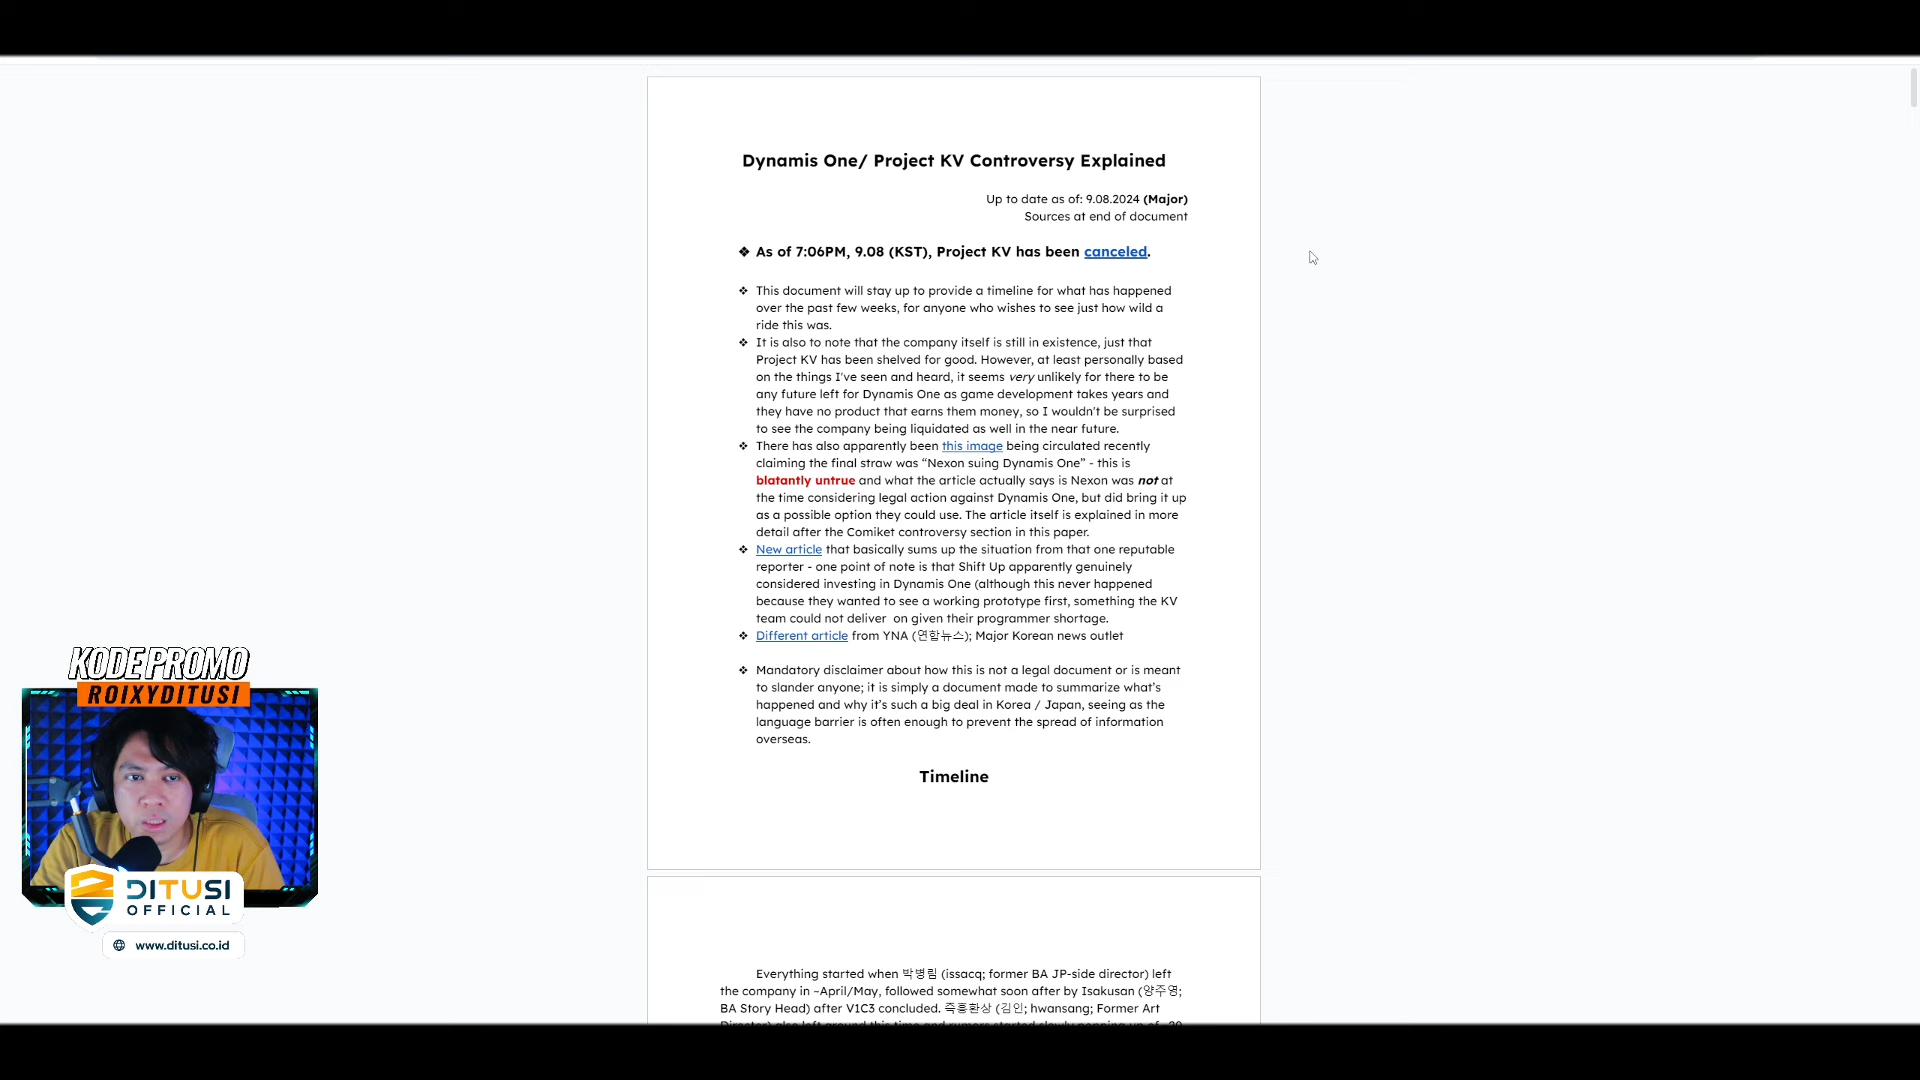 Dynamis One/ Project KV Controversy Explained
Up to date as of: 9.08.2024 (Major)
Sources at end of document
❖ As of 7:06PM, 9.08 (KST), Project KV has been canceled.
❖ This document will stay up to provide a timeline for what has happened
over the past few weeks, for anyone who wishes to see just how wild a
ride this was.
❖ It is also to note that the company itself is still in existence, just that
Project KV has been shelved for good. However, at least personally based
on the things I've seen and heard, it seems very unlikely for there to be
any future left for Dynamis One as game development takes years and
they have no product that earns them money, so I wouldn't be surprised
to see the company being liquidated as well in the near future.
❖ There has also apparently been this image being circulated recently
claiming the final straw was “Nexon suing Dynamis One” - this is
blatantly untrue and what the article actually says is Nexon was not at
the time considering legal action against Dynamis One, but did bring it up
as a possible option they could use. The article itself is explained in more
detail after the Comiket controversy section in this paper.
❖ New article that basically sums up the situation from that one reputable
reporter - one point of note is that Shift Up apparently genuinely
considered investing in Dynamis One (although this never happened
because they wanted to see a working prototype first, something the KV
team could not deliver on given their programmer shortage.
❖ Different article from YNA (연합뉴스); Major Korean news outlet
❖ Mandatory disclaimer about how this is not a legal document or is meant
to slander anyone; it is simply a document made to summarize what’s
happened and why it’s such a big deal in Korea / Japan, seeing as the
language barrier is often enough to prevent the spread of information
overseas.
Timeline
Everything started when 박병림 (issacq; former BA JP-side director) left
the company in ~April/May, followed somewhat soon after by Isakusan (양주영;
BA Story Head) after V1C3 concluded. 즉흥환상 (김인; hwansang; Former Art
KODE PROMO
ROIXYDITUSI
DITUSI
OFFICIAL
www.ditusi.co.id